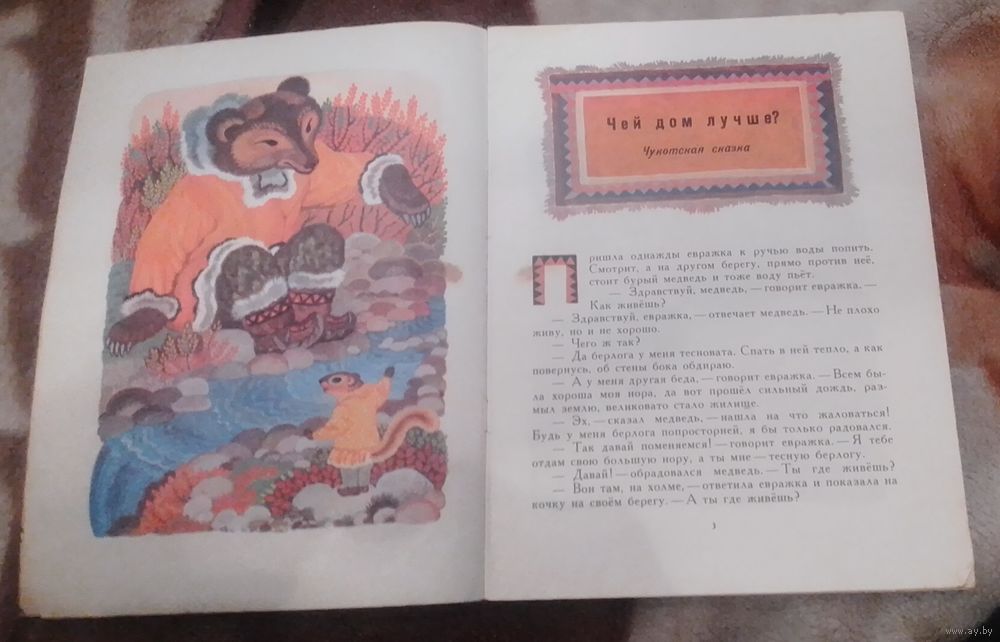 Чей дом лучше?
Чукотская сказка
Пришла однажды евражка к ручью воды попить.
Смотрит, а на другом берегу, прямо против неё,
стоит бурый медведь и тоже воду пьёт.
— Здравствуй, медведь, — говорит евражка. —
Как живёшь?
— Здравствуй, евражка, — отвечает медведь. — Не плохо
живу, но и не хорошо.
— Чего ж так?
— Да берлога у меня тесновата. Спать в ней тепло, а как
повернусь, об стены бока обдираю.
— А у меня другая беда, — говорит евражка. — Всем бы-
ла хороша моя нора, да вот прошёл сильный дождь, раз-
мыл землю, великовато стало жилище.
— Эх, — сказал медведь, — нашла на что жаловаться!
Будь у меня берлога попросторней, я бы только радовался.
— Так давай поменяемся! — говорит евражка. — Я тебе
отдам свою большую нору, а ты мне — тесную берлогу.
— Давай! — обрадовался медведь. — Ты где живёшь?
— Вон там, на холме, — ответила евражка и показала на
кочку на своём берегу. — А ты где живёшь?
3
www.ay.by